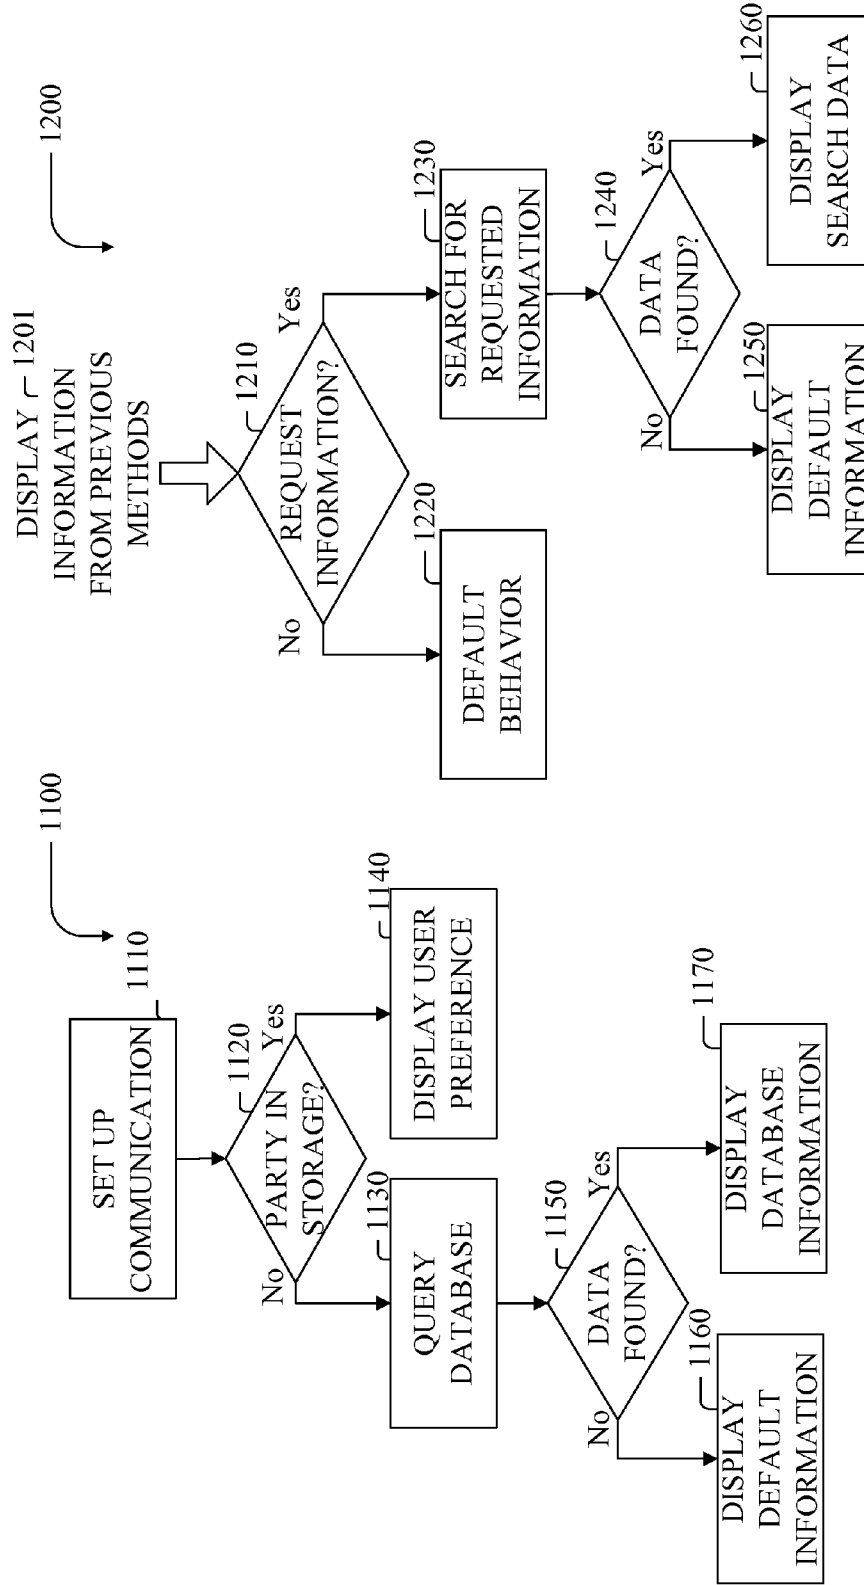 1100
SET UP
COMMUNICATION
1110
PARTY IN
STORAGE?
1120
No
Yes
QUERY
DATABASE
1130
DISPLAY USER
PREFERENCE
1140
DATA
FOUND?
1150
No
Yes
DISPLAY
DEFAULT
INFORMATION
1160
DISPLAY
DATABASE
INFORMATION
1170
1200
DISPLAY
INFORMATION
FROM PREVIOUS
METHODS
1201
REQUEST
INFORMATION?
1210
No
Yes
DEFAULT
BEHAVIOR
1220
SEARCH FOR
REQUESTED
INFORMATION
1230
DATA
FOUND?
1240
No
Yes
DISPLAY
DEFAULT
INFORMATION
1250
DISPLAY
SEARCH DATA
1260